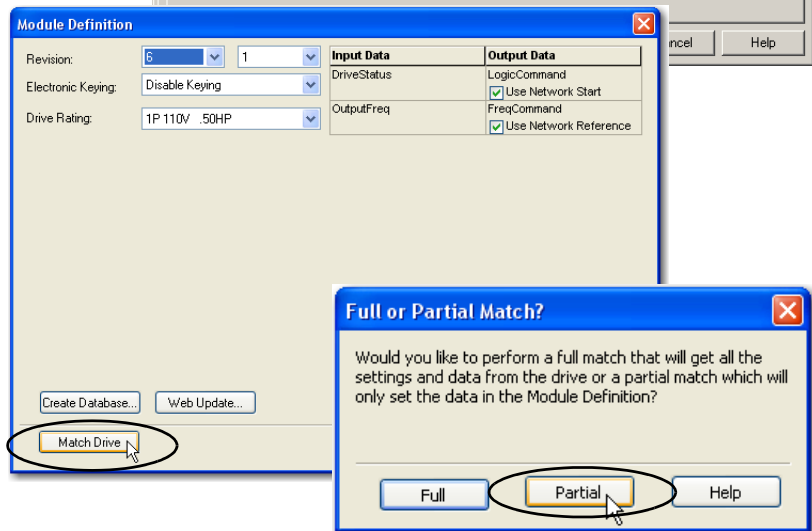 Module Definition
Revision: 6 1
Electronic Keying: Disable Keying
Drive Rating: 1P 110V .50HP
Input Data Output Data
DriveStatus LogicCommand
Use Network Start
OutputFreq FreqCommand
Use Network Reference
Help
Create Database... Web Update...
Match Drive
Full or Partial Match?
Would you like to perform a full match that will get all the
settings and data from the drive or a partial match which will
only set the data in the Module Definition?
Full Partial Help